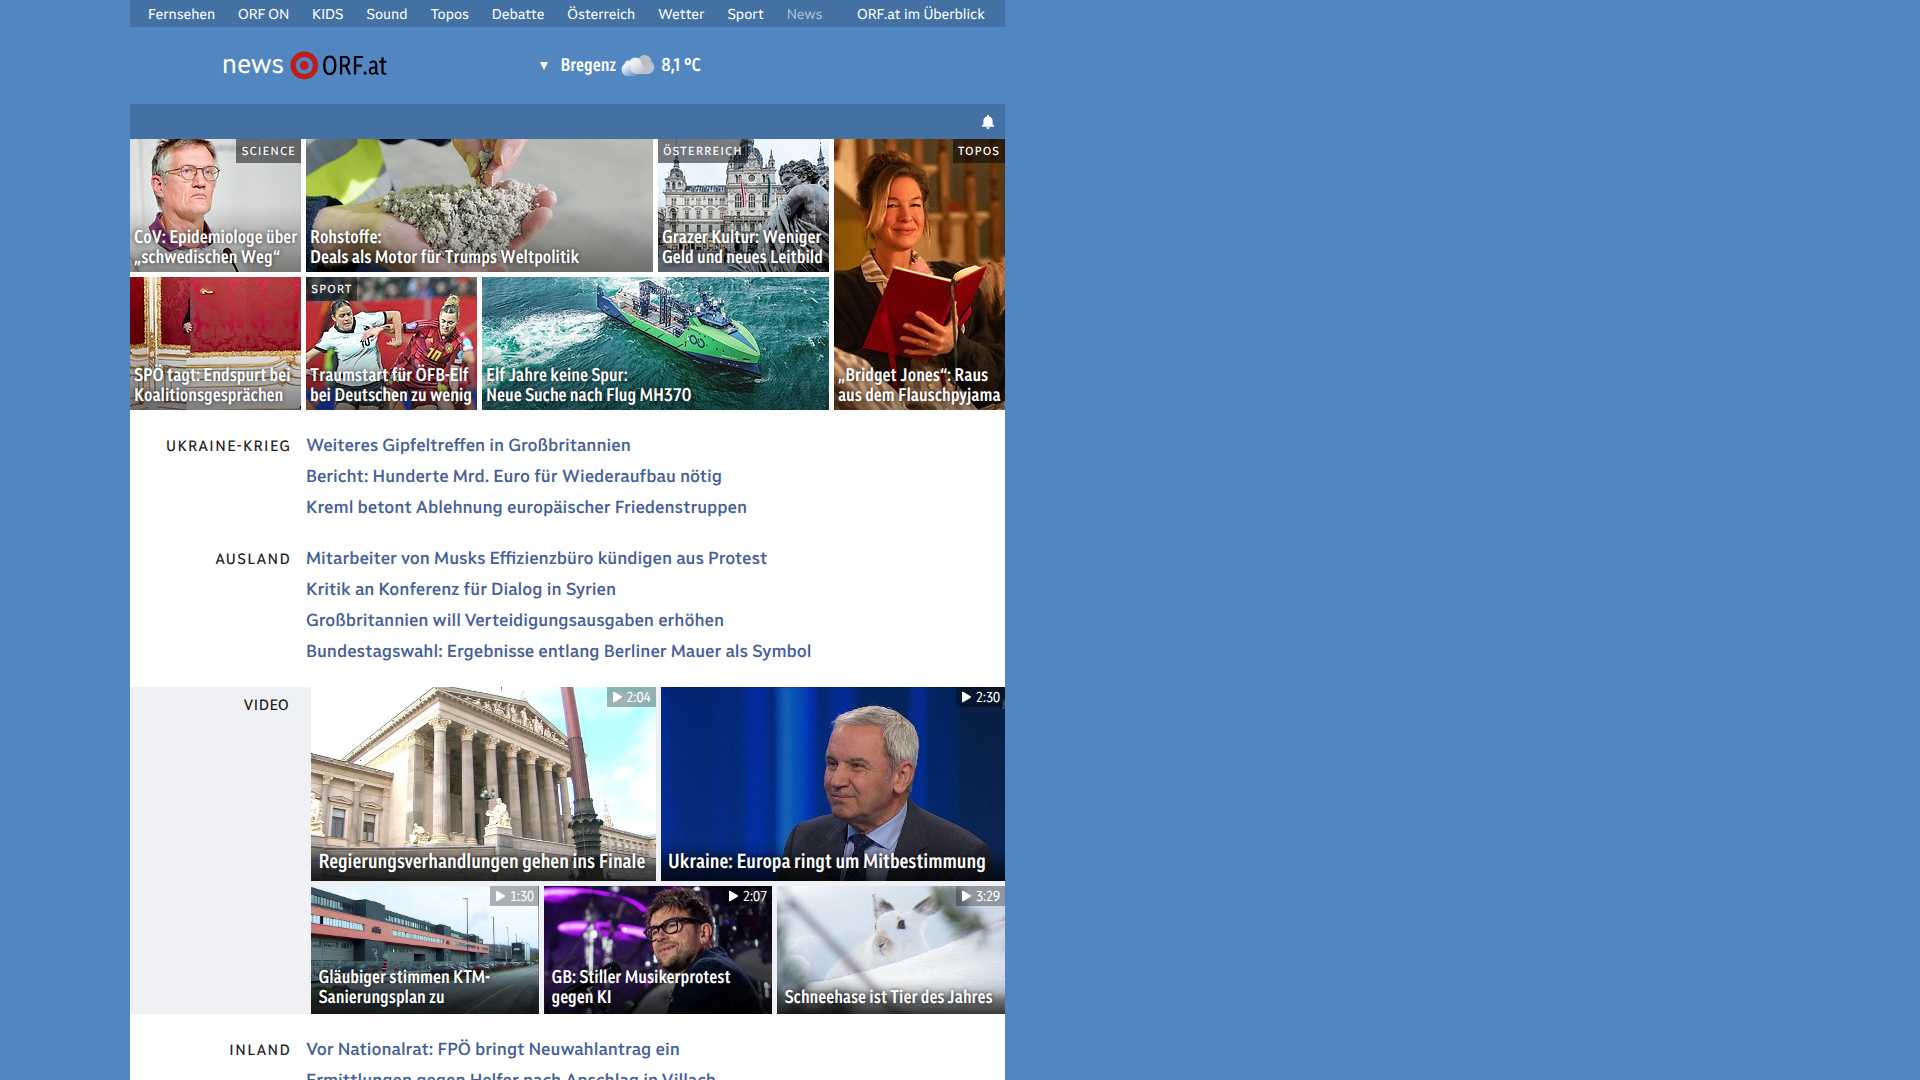 Fernsehen ORF ON KIDS Sound Topos Debatte Österreich Wetter Sport News ORF.at im Überblick
news ORF.at
Bregenz 8,1 °C
SCIENCE
CoV: Epidemiologe über
„schwedischen Weg“
Rohstoffe:
Deals als Motor für Trumps Weltpolitik
ÖSTERREICH
Grazer Kultur: Weniger
Geld und neues Leitbild
TOPOS
„Bridget Jones“: Raus
aus dem Flauschpyjama
SPÖ tagt: Endspurt bei
Koalitionsgesprächen
SPORT
Traumstart für ÖFB-Elf
bei Deutschen zu wenig
Elf Jahre keine Spur:
Neue Suche nach Flug MH370
UKRAINE-KRIEG
Weiteres Gipfeltreffen in Großbritannien
Bericht: Hunderte Mrd. Euro für Wiederaufbau nötig
Kreml betont Ablehnung europäischer Friedenstruppen
AUSLAND
Mitarbeiter von Musks Effizienzbüro kündigen aus Protest
Kritik an Konferenz für Dialog in Syrien
Großbritannien will Verteidigungsausgaben erhöhen
Bundestagswahl: Ergebnisse entlang Berliner Mauer als Symbol
VIDEO
2:04
Regierungsverhandlungen gehen ins Finale
2:30
Ukraine: Europa ringt um Mitbestimmung
1:30
Gläubiger stimmen KTM-
Sanierungsplan zu
2:07
GB: Stiller Musikerprotest
gegen KI
3:29
Schneehase ist Tier des Jahres
INLAND
Vor Nationalrat: FPÖ bringt Neuwahlantrag ein
Ermittlungen gegen Helfer nach Anschlag in Villach